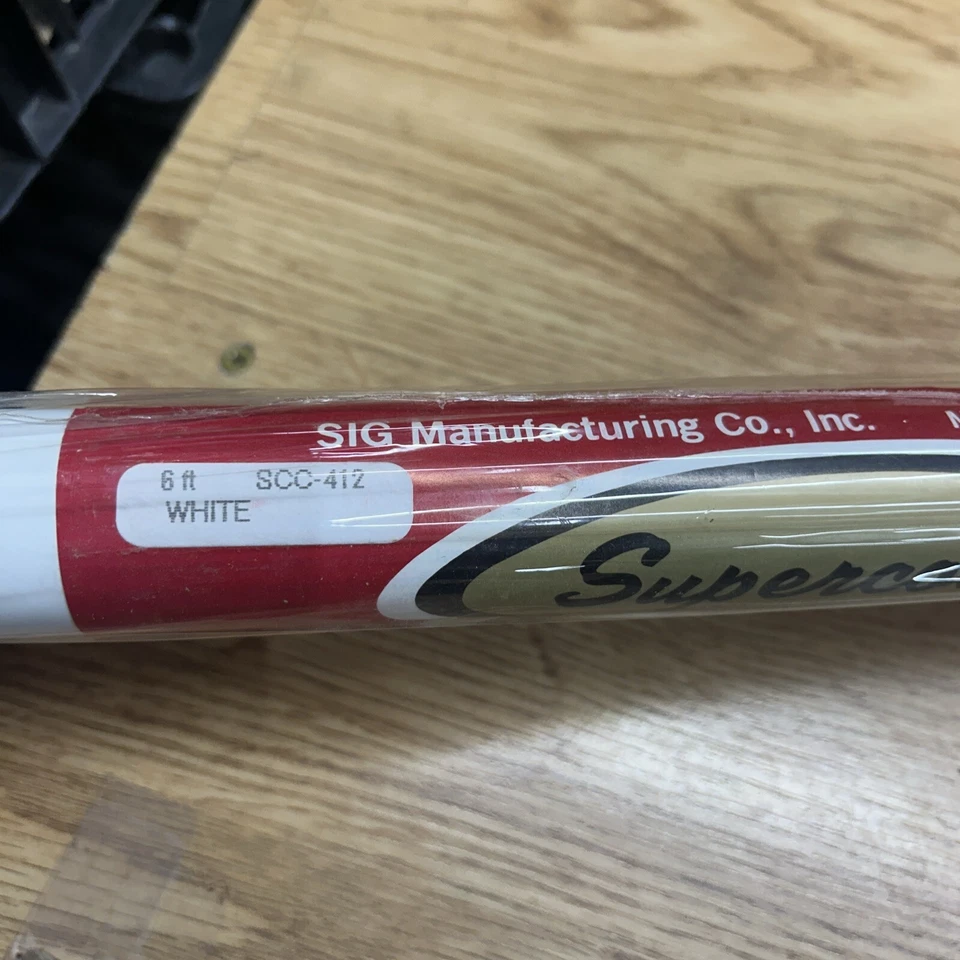 SIG Manufacturing Co., Inc.
6 ft SCC-412
WHITE